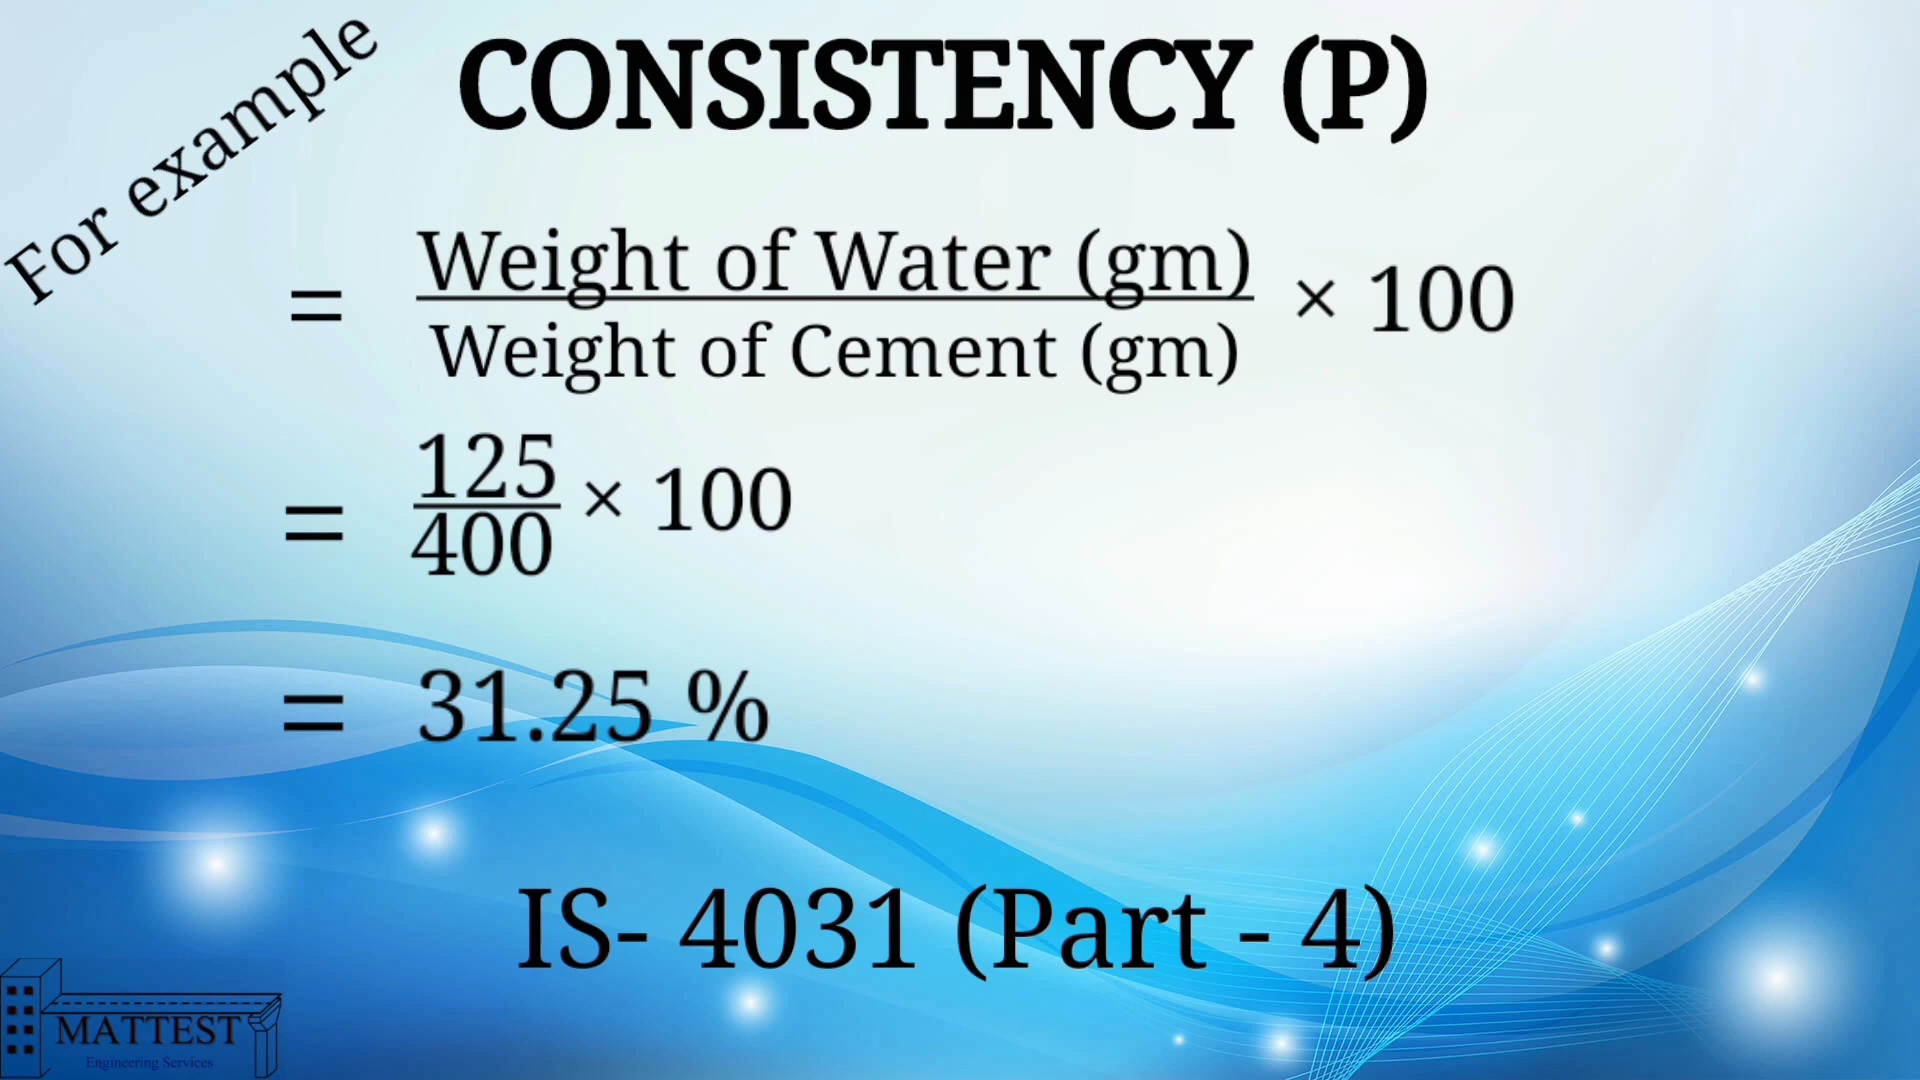 For example
CONSISTENCY (P)
= Weight of Water (gm) × 100
Weight of Cement (gm)
= 125 × 100
400
= 31.25 %
IS- 4031 (Part - 4)
MATTEST
Engineering Services